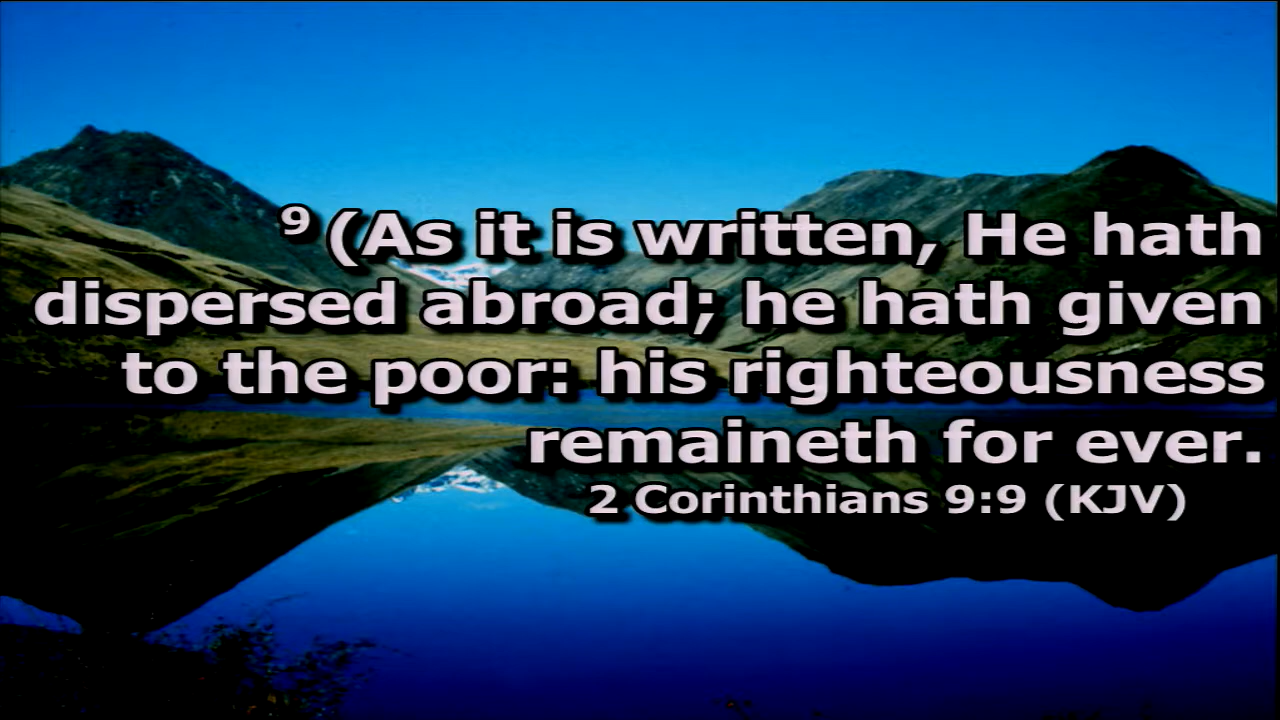 9 (As it is written, He hath
dispersed abroad; he hath given
to the poor: his righteousness
remaineth for ever.
2 Corinthians 9:9 (KJV)